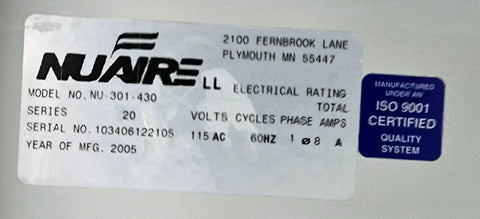 2100 FERNBROOK LANE
PLYMOUTH MN 55447
NUAIRE LL
ELECTRICAL RATING
MODEL NO. NU-301-430
TOTAL
SERIES 20
VOLTS CYCLES PHASE AMPS
SERIAL NO. 103406122105
115 AC 60HZ 1 ø 8 A
YEAR OF MFG. 2005
MANUFACTURED
UNDER AN
ISO 9001
CERTIFIED
QUALITY
SYSTEM